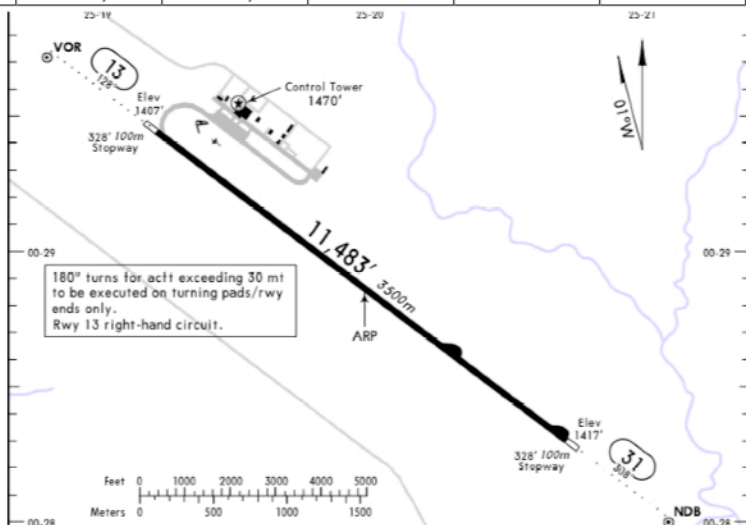 25-19
25-20
25-21
VOR
13
128°
Elev
1407'
328' 100m
Stopway
Control Tower
1470'
A
01°W
00-29
00-29
11,483' 3500m
180° turns for acft exceeding 30 mt
to be executed on turning pads/rwy
ends only.
Rwy 13 right-hand circuit.
ARP
Elev
1417'
328' 100m
Stopway
31
308°
NDB
Feet 0 1000 2000 3000 4000 5000
Meters 0 500 1000 1500
00-28
00-28